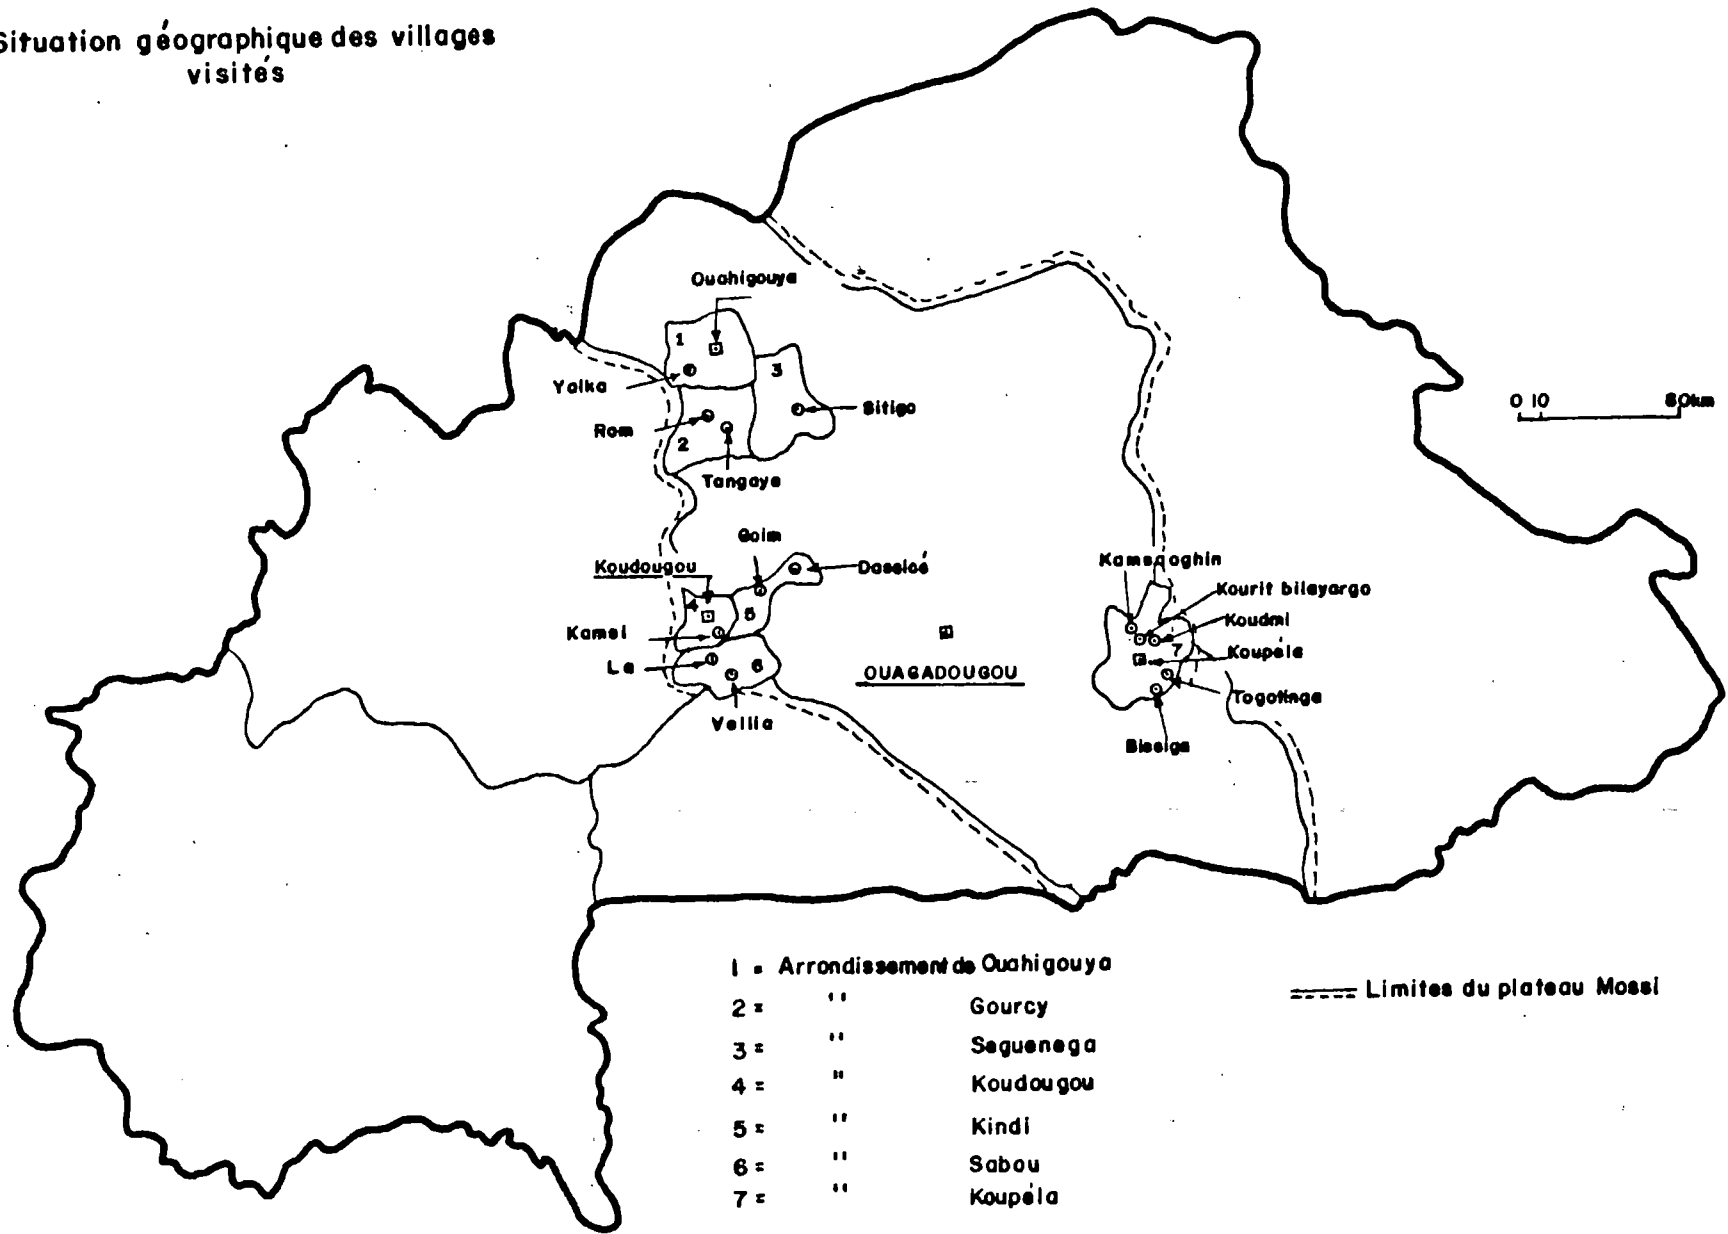 Situation géographique des villages
visités
Ouahigouya
1
3
Yalka
Sitigo
Rom
2
Tangaye
0 10 80km
Goim
Koudougou
Dassicé
4
5
Kamsi
La
6
Vellia
OUAGADOUGOU
Kamsaoghin
Kourit bileyargo
Koudmi
7
Koupéla
Togotinga
Bissiga
1 = Arrondissement de Ouahigouya
2 = " Gourcy
3 = " Seguenega
4 = " Koudougou
5 = " Kindi
6 = " Sabou
7 = " Koupéla
Limites du plateau Mossi